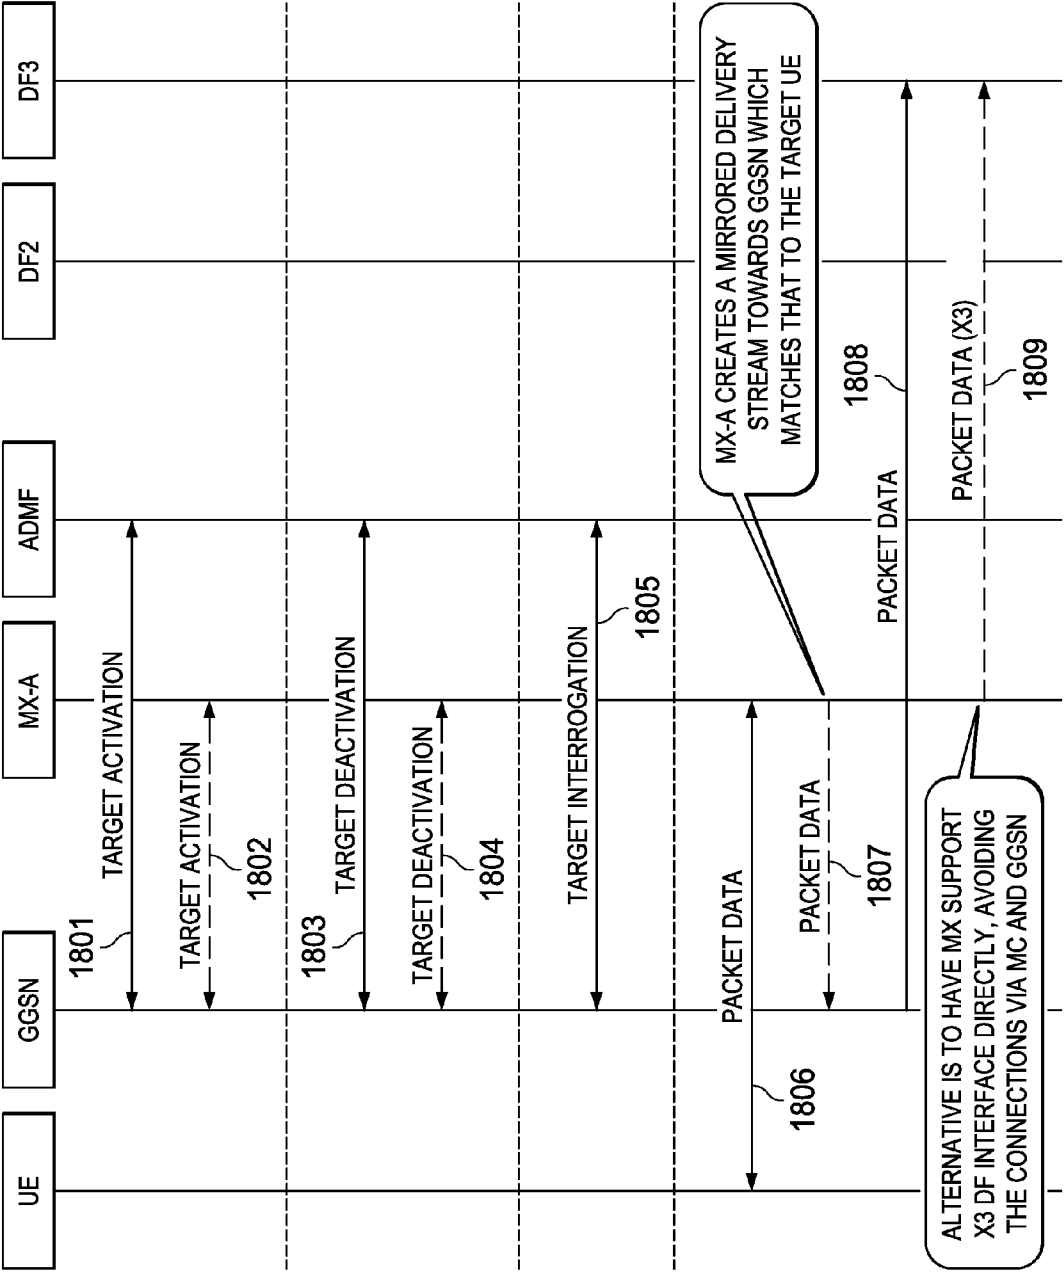 UE
GGSN
MX-A
ADMF
DF2
DF3
1801
TARGET ACTIVATION
TARGET ACTIVATION
1802
1803
TARGET DEACTIVATION
TARGET DEACTIVATION
1804
TARGET INTERROGATION
1805
PACKET DATA
1806
MX-A CREATES A MIRRORED DELIVERY
STREAM TOWARDS GGSN WHICH
MATCHES THAT TO THE TARGET UE
PACKET DATA
1807
PACKET DATA
1808
PACKET DATA (X3)
1809
ALTERNATIVE IS TO HAVE MX SUPPORT
X3 DF INTERFACE DIRECTLY, AVOIDING
THE CONNECTIONS VIA MC AND GGSN